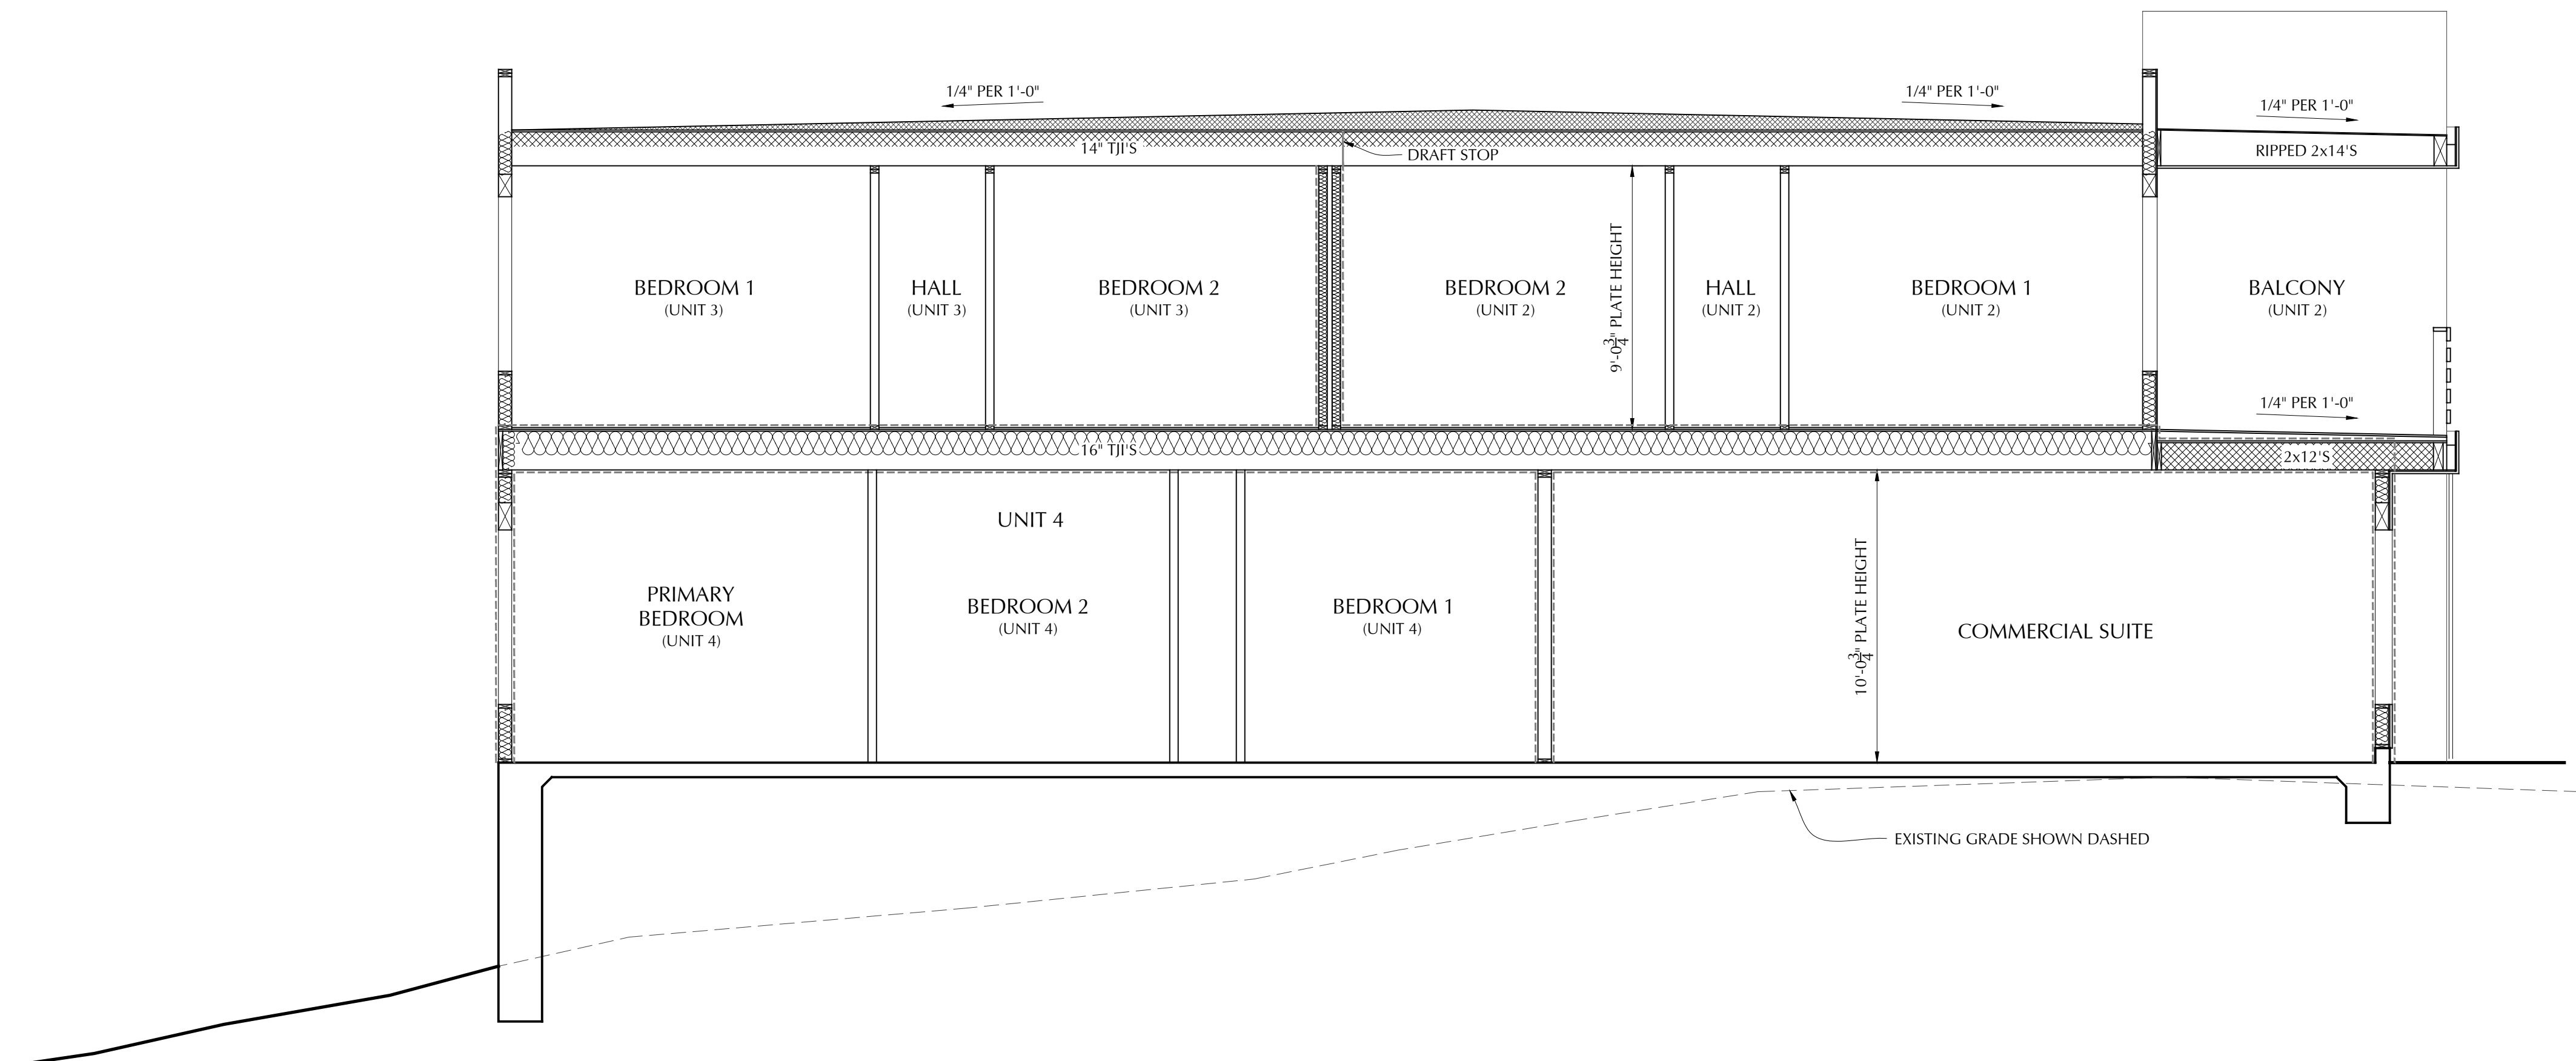 1/4" PER 1'-0"
1/4" PER 1'-0"
1/4" PER 1'-0"
14" TJI'S
DRAFT STOP
RIPPED 2x14'S
BEDROOM 1
(UNIT 3)
HALL
(UNIT 3)
BEDROOM 2
(UNIT 3)
BEDROOM 2
(UNIT 2)
9'-0 3/4" PLATE HEIGHT
HALL
(UNIT 2)
BEDROOM 1
(UNIT 2)
BALCONY
(UNIT 2)
1/4" PER 1'-0"
16" TJI'S
2x12'S
UNIT 4
PRIMARY
BEDROOM
(UNIT 4)
BEDROOM 2
(UNIT 4)
BEDROOM 1
(UNIT 4)
10'-0 3/4" PLATE HEIGHT
COMMERCIAL SUITE
EXISTING GRADE SHOWN DASHED